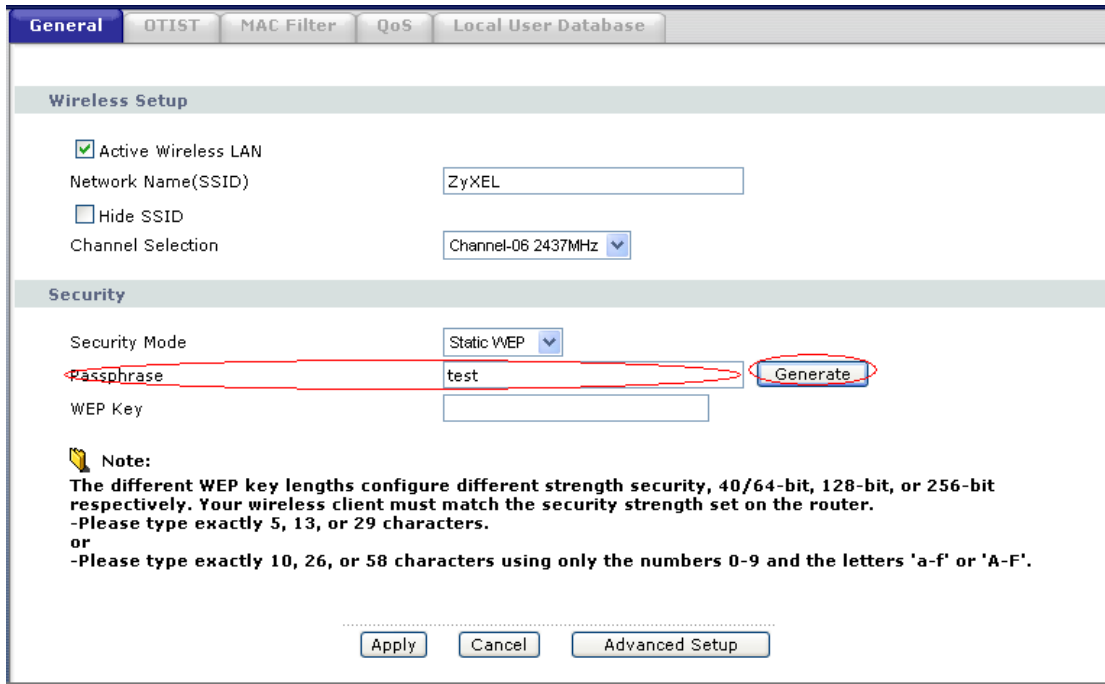 General OTIST MAC Filter QoS Local User Database
Wireless Setup
Active Wireless LAN
Network Name(SSID) ZyXEL
Hide SSID
Channel Selection Channel-06 2437MHz
Security
Security Mode Static WEP
Passphrase test Generate
WEP Key
Note:
The different WEP key lengths configure different strength security, 40/64-bit, 128-bit, or 256-bit
respectively. Your wireless client must match the security strength set on the router.
-Please type exactly 5, 13, or 29 characters.
or
-Please type exactly 10, 26, or 58 characters using only the numbers 0-9 and the letters 'a-f' or 'A-F'.
Apply Cancel Advanced Setup